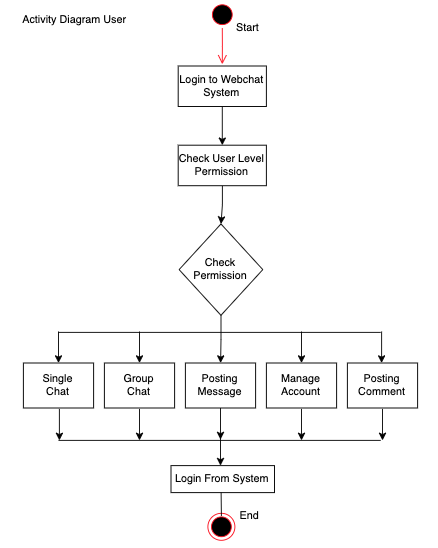 Activity Diagram User
Start
Login to Webchat
System
Check User Level
Permission
Check
Permission
Single
Chat
Group
Chat
Posting
Message
Manage
Account
Posting
Comment
Login From System
End